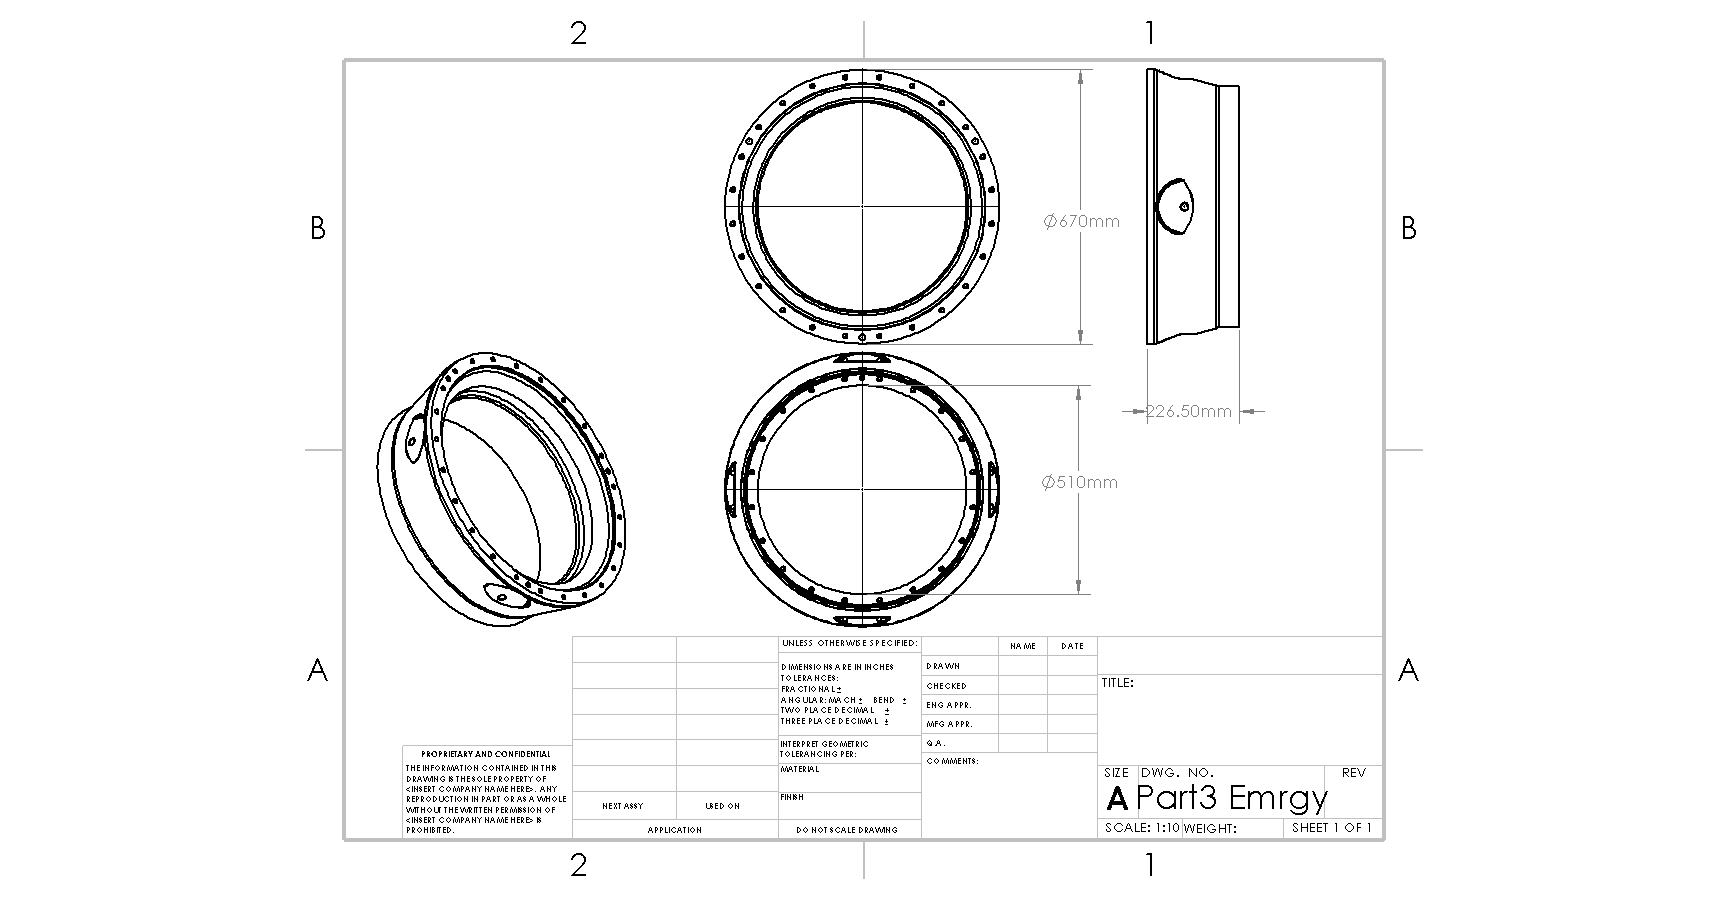 2 1
B B
Ø670mm
226.50mm
Ø510mm
A A
UNLESS OTHERWISE SPECIFIED:
DIMENSIONS ARE IN INCHES
TOLERANCES:
FRACTIONAL ±
ANGULAR: MACH ± BEND ±
TWO PLACE DECIMAL ±
THREE PLACE DECIMAL ±
INTERPRET GEOMETRIC
TOLERANCING PER:
MATERIAL
FINISH
DO NOT SCALE DRAWING
NAME DATE
DRAWN
CHECKED
ENG APPR.
MFG APPR.
Q.A.
COMMENTS:
TITLE:
SIZE DWG. NO. REV
A Part3 Emrgy
SCALE: 1:10 WEIGHT: SHEET 1 OF 1
PROPRIETARY AND CONFIDENTIAL
THE INFORMATION CONTAINED IN THIS
DRAWING IS THE SOLE PROPERTY OF
<INSERT COMPANY NAME HERE>. ANY
REPRODUCTION IN PART OR AS A WHOLE
WITHOUT THE WRITTEN PERMISSION OF
<INSERT COMPANY NAME HERE> IS
PROHIBITED.
NEXT ASSY USED ON
APPLICATION
2 1